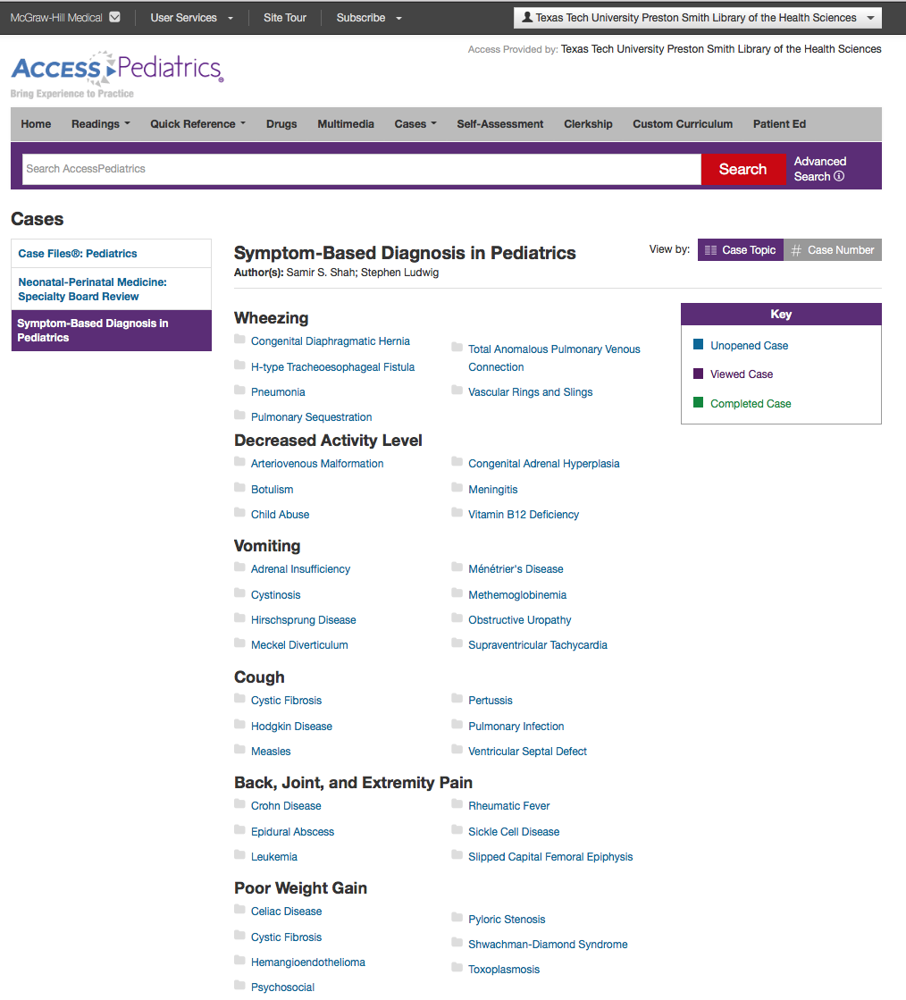 McGraw-Hill Medical User Services Site Tour Subscribe Texas Tech University Preston Smith Library of the Health Sciences
Access Provided by: Texas Tech University Preston Smith Library of the Health Sciences
ACCESS Pediatrics®
Bring Experience to Practice
Home Readings Quick Reference Drugs Multimedia Cases Self-Assessment Clerkship Custom Curriculum Patient Ed
Search AccessPediatrics Search Advanced
Search
Cases
Case Files®: Pediatrics
Neonatal-Perinatal Medicine:
Specialty Board Review
Symptom-Based Diagnosis in
Pediatrics
Symptom-Based Diagnosis in Pediatrics
Author(s): Samir S. Shah; Stephen Ludwig
View by: Case Topic # Case Number
Wheezing
Congenital Diaphragmatic Hernia
H-type Tracheoesophageal Fistula
Pneumonia
Pulmonary Sequestration
Total Anomalous Pulmonary Venous
Connection
Vascular Rings and Slings
Decreased Activity Level
Arteriovenous Malformation
Botulism
Child Abuse
Congenital Adrenal Hyperplasia
Meningitis
Vitamin B12 Deficiency
Vomiting
Adrenal Insufficiency
Cystinosis
Hirschsprung Disease
Meckel Diverticulum
Ménétrier's Disease
Methemoglobinemia
Obstructive Uropathy
Supraventricular Tachycardia
Cough
Cystic Fibrosis
Hodgkin Disease
Measles
Pertussis
Pulmonary Infection
Ventricular Septal Defect
Back, Joint, and Extremity Pain
Crohn Disease
Epidural Abscess
Leukemia
Rheumatic Fever
Sickle Cell Disease
Slipped Capital Femoral Epiphysis
Poor Weight Gain
Celiac Disease
Cystic Fibrosis
Hemangioendothelioma
Psychosocial
Pyloric Stenosis
Shwachman-Diamond Syndrome
Toxoplasmosis
Key
Unopened Case
Viewed Case
Completed Case